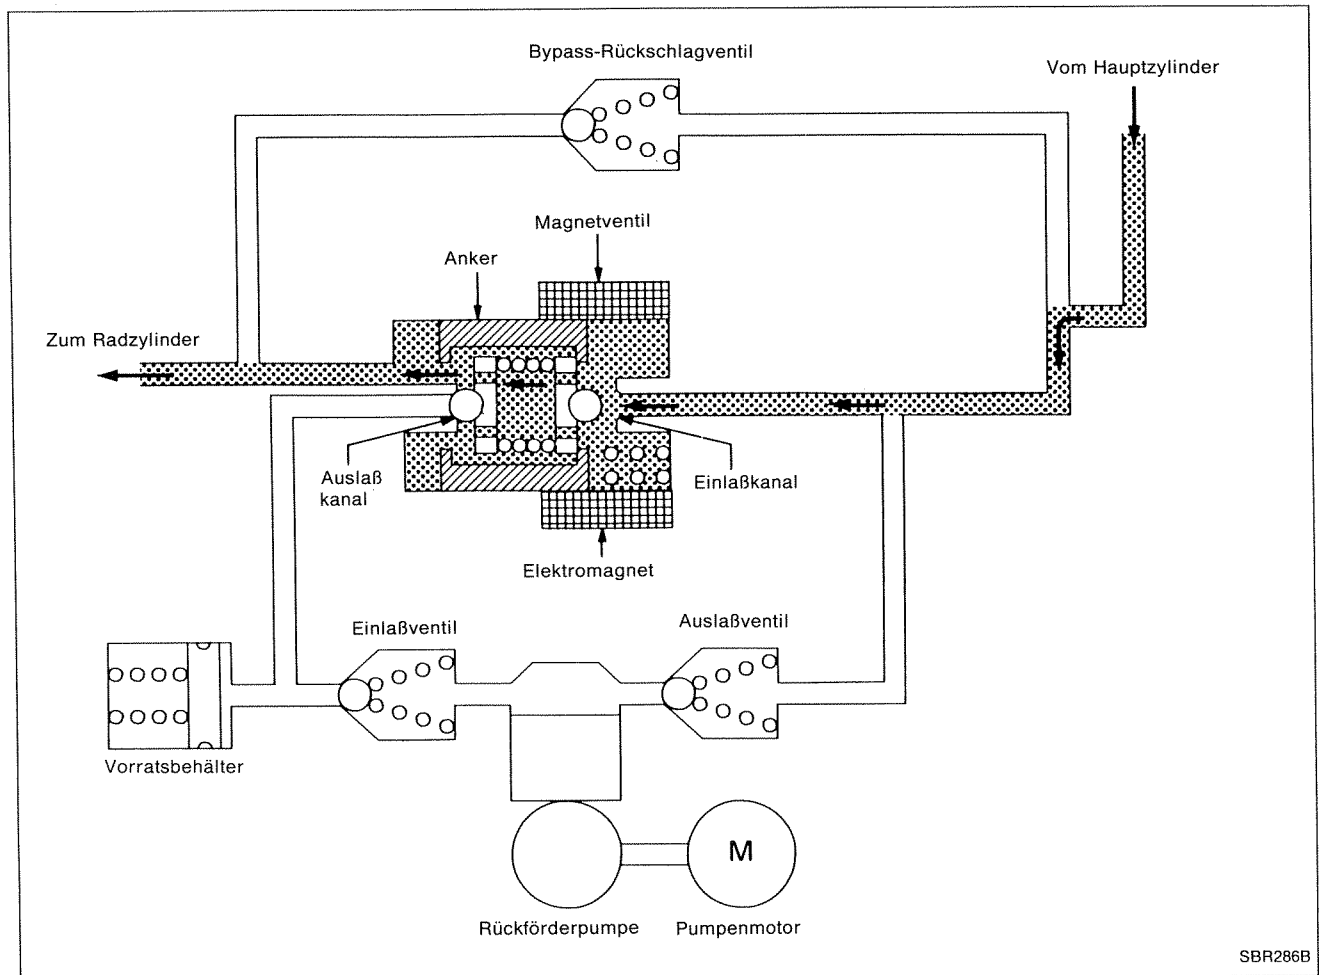 Bypass-Rückschlagventil
Vom Hauptzylinder
Magnetventil
Anker
Zum Radzylinder
Auslaß
kanal
Einlaßkanal
Elektromagnet
Einlaßventil
Auslaßventil
Vorratsbehälter
M
Rückförderpumpe
Pumpenmotor
SBR286B